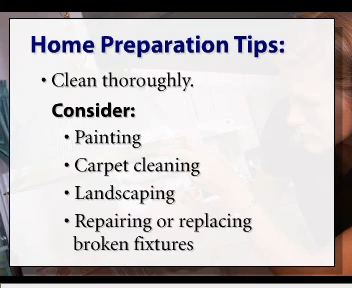 Home Preparation Tips:
• Clean thoroughly.
Consider:
• Painting
• Carpet cleaning
• Landscaping
• Repairing or replacing
broken fixtures